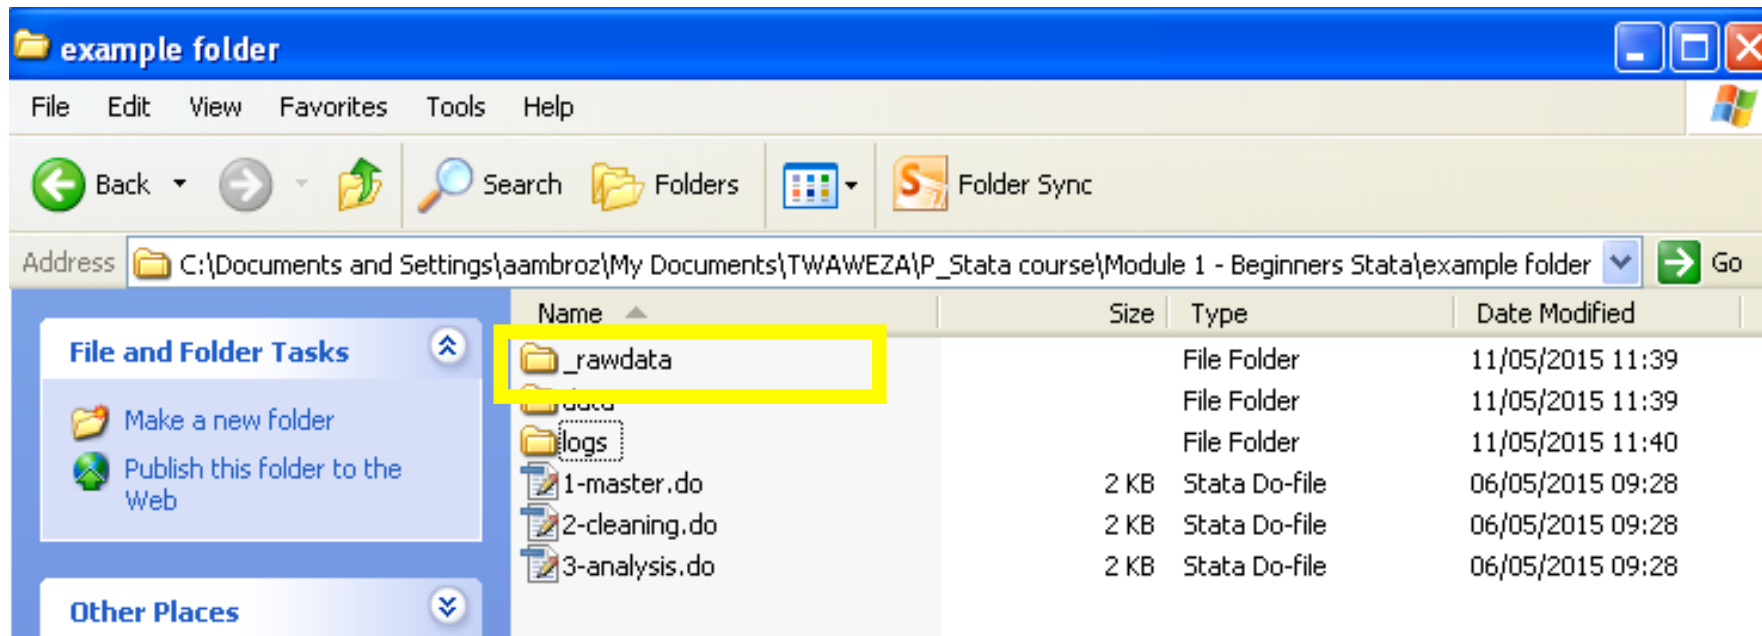 example folder
File Edit View Favorites Tools Help
Back Search Folders Folder Sync
Address C:\Documents and Settings\aambroz\My Documents\TWAWEZA\P_Stata course\Module 1 - Beginners Stata\example folder Go
Name Size Type Date Modified
File and Folder Tasks
Make a new folder
Publish this folder to the
Web
Other Places
_rawdata File Folder 11/05/2015 11:39
data File Folder 11/05/2015 11:39
logs File Folder 11/05/2015 11:40
1-master.do 2 KB Stata Do-file 06/05/2015 09:28
2-cleaning.do 2 KB Stata Do-file 06/05/2015 09:28
3-analysis.do 2 KB Stata Do-file 06/05/2015 09:28